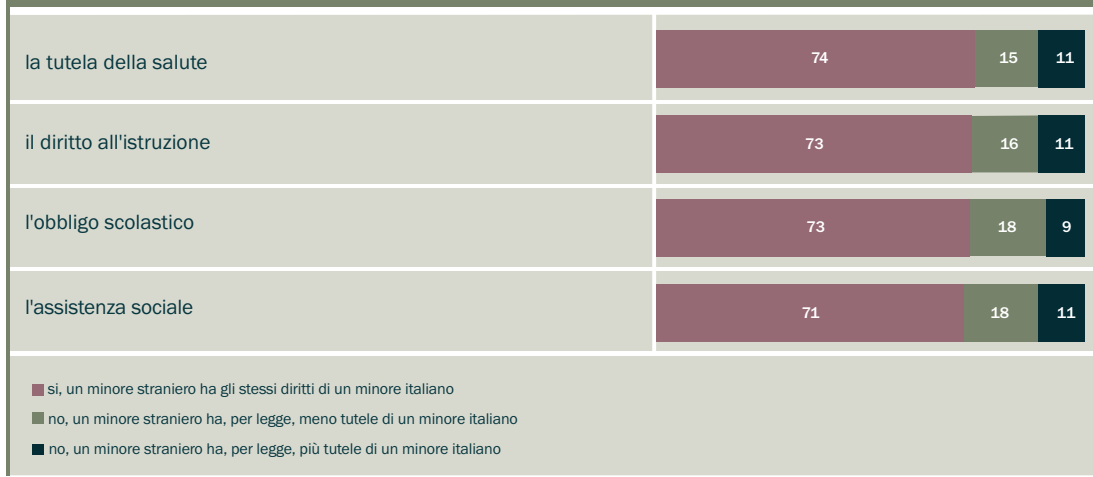 la tutela della salute 74 15 11
il diritto all'istruzione 73 16 11
l'obbligo scolastico 73 18 9
l'assistenza sociale 71 18 11
si, un minore straniero ha gli stessi diritti di un minore italiano
no, un minore straniero ha, per legge, meno tutele di un minore italiano
no, un minore straniero ha, per legge, più tutele di un minore italiano